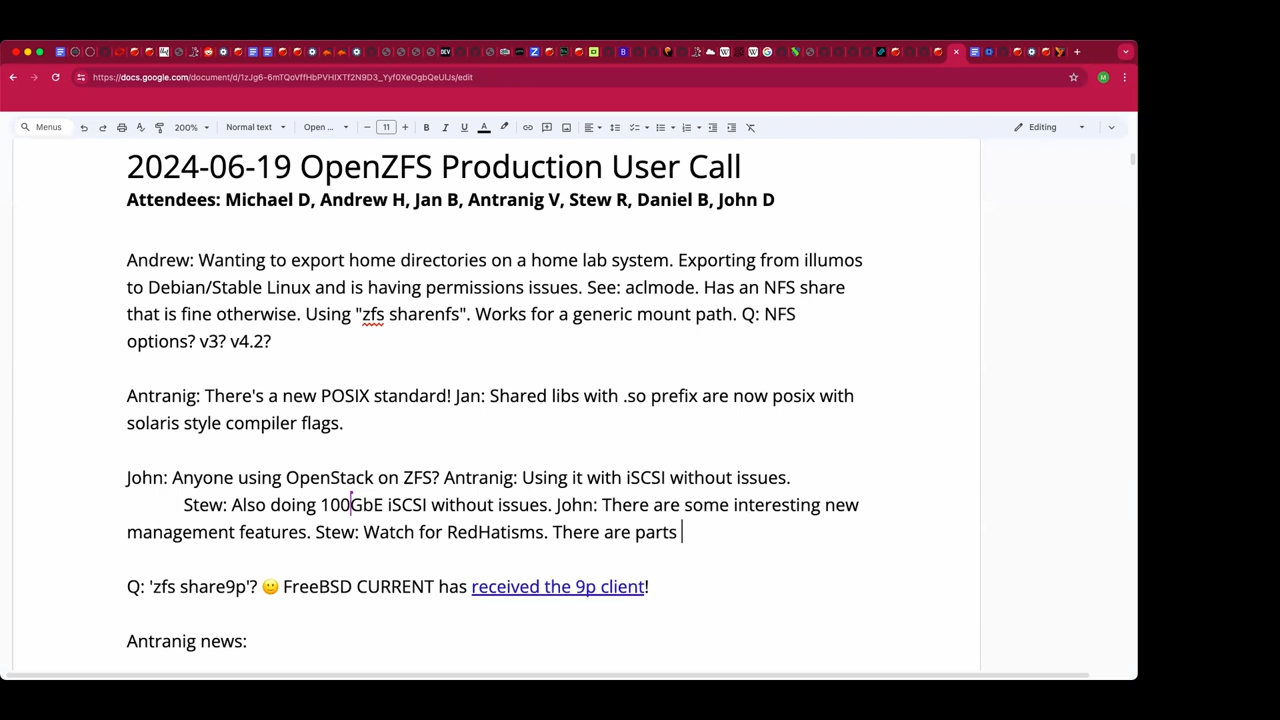 https://docs.google.com/document/d/1zJg6-6mTQoVffHbPVHIXTf2N9D3_Yyf0XeOgbQeUIJs/edit
Menus 200% Normal text Open ... 11 Editing
2024-06-19 OpenZFS Production User Call
Attendees: Michael D, Andrew H, Jan B, Antranig V, Stew R, Daniel B, John D
Andrew: Wanting to export home directories on a home lab system. Exporting from illumos
to Debian/Stable Linux and is having permissions issues. See: aclmode. Has an NFS share
that is fine otherwise. Using "zfs sharenfs". Works for a generic mount path. Q: NFS
options? v3? v4.2?
Antranig: There's a new POSIX standard! Jan: Shared libs with .so prefix are now posix with
solaris style compiler flags.
John: Anyone using OpenStack on ZFS? Antranig: Using it with iSCSI without issues.
Stew: Also doing 100GbE iSCSI without issues. John: There are some interesting new
management features. Stew: Watch for RedHatisms. There are parts
Q: 'zfs share9p'? 🙂 FreeBSD CURRENT has received the 9p client!
Antranig news: